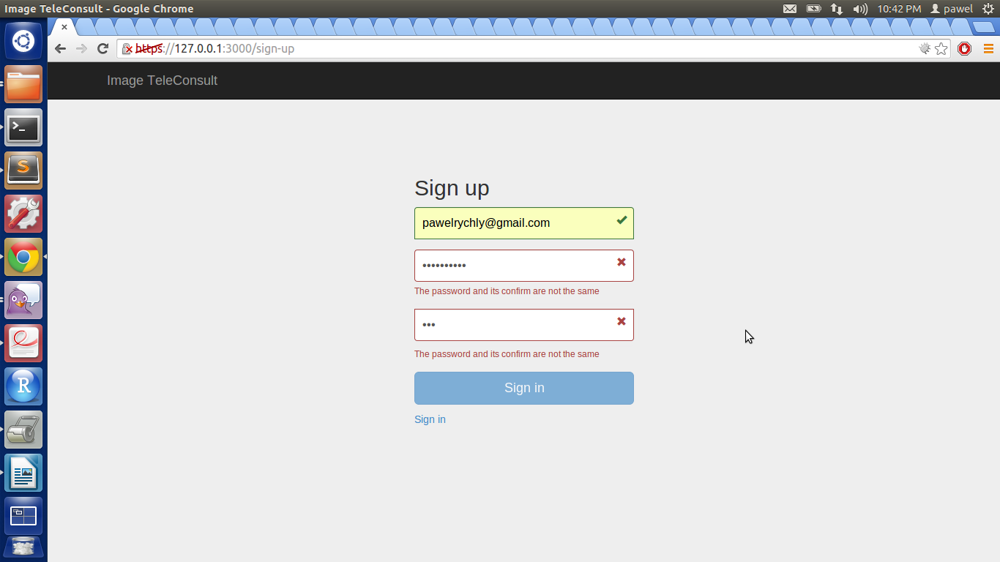 Image TeleConsult - Google Chrome
10:42 PM pawel
https://127.0.0.1:3000/sign-up
Image TeleConsult
Sign up
pawelrychly@gmail.com
••••••••••
The password and its confirm are not the same
•••
The password and its confirm are not the same
Sign in
Sign in
S
R